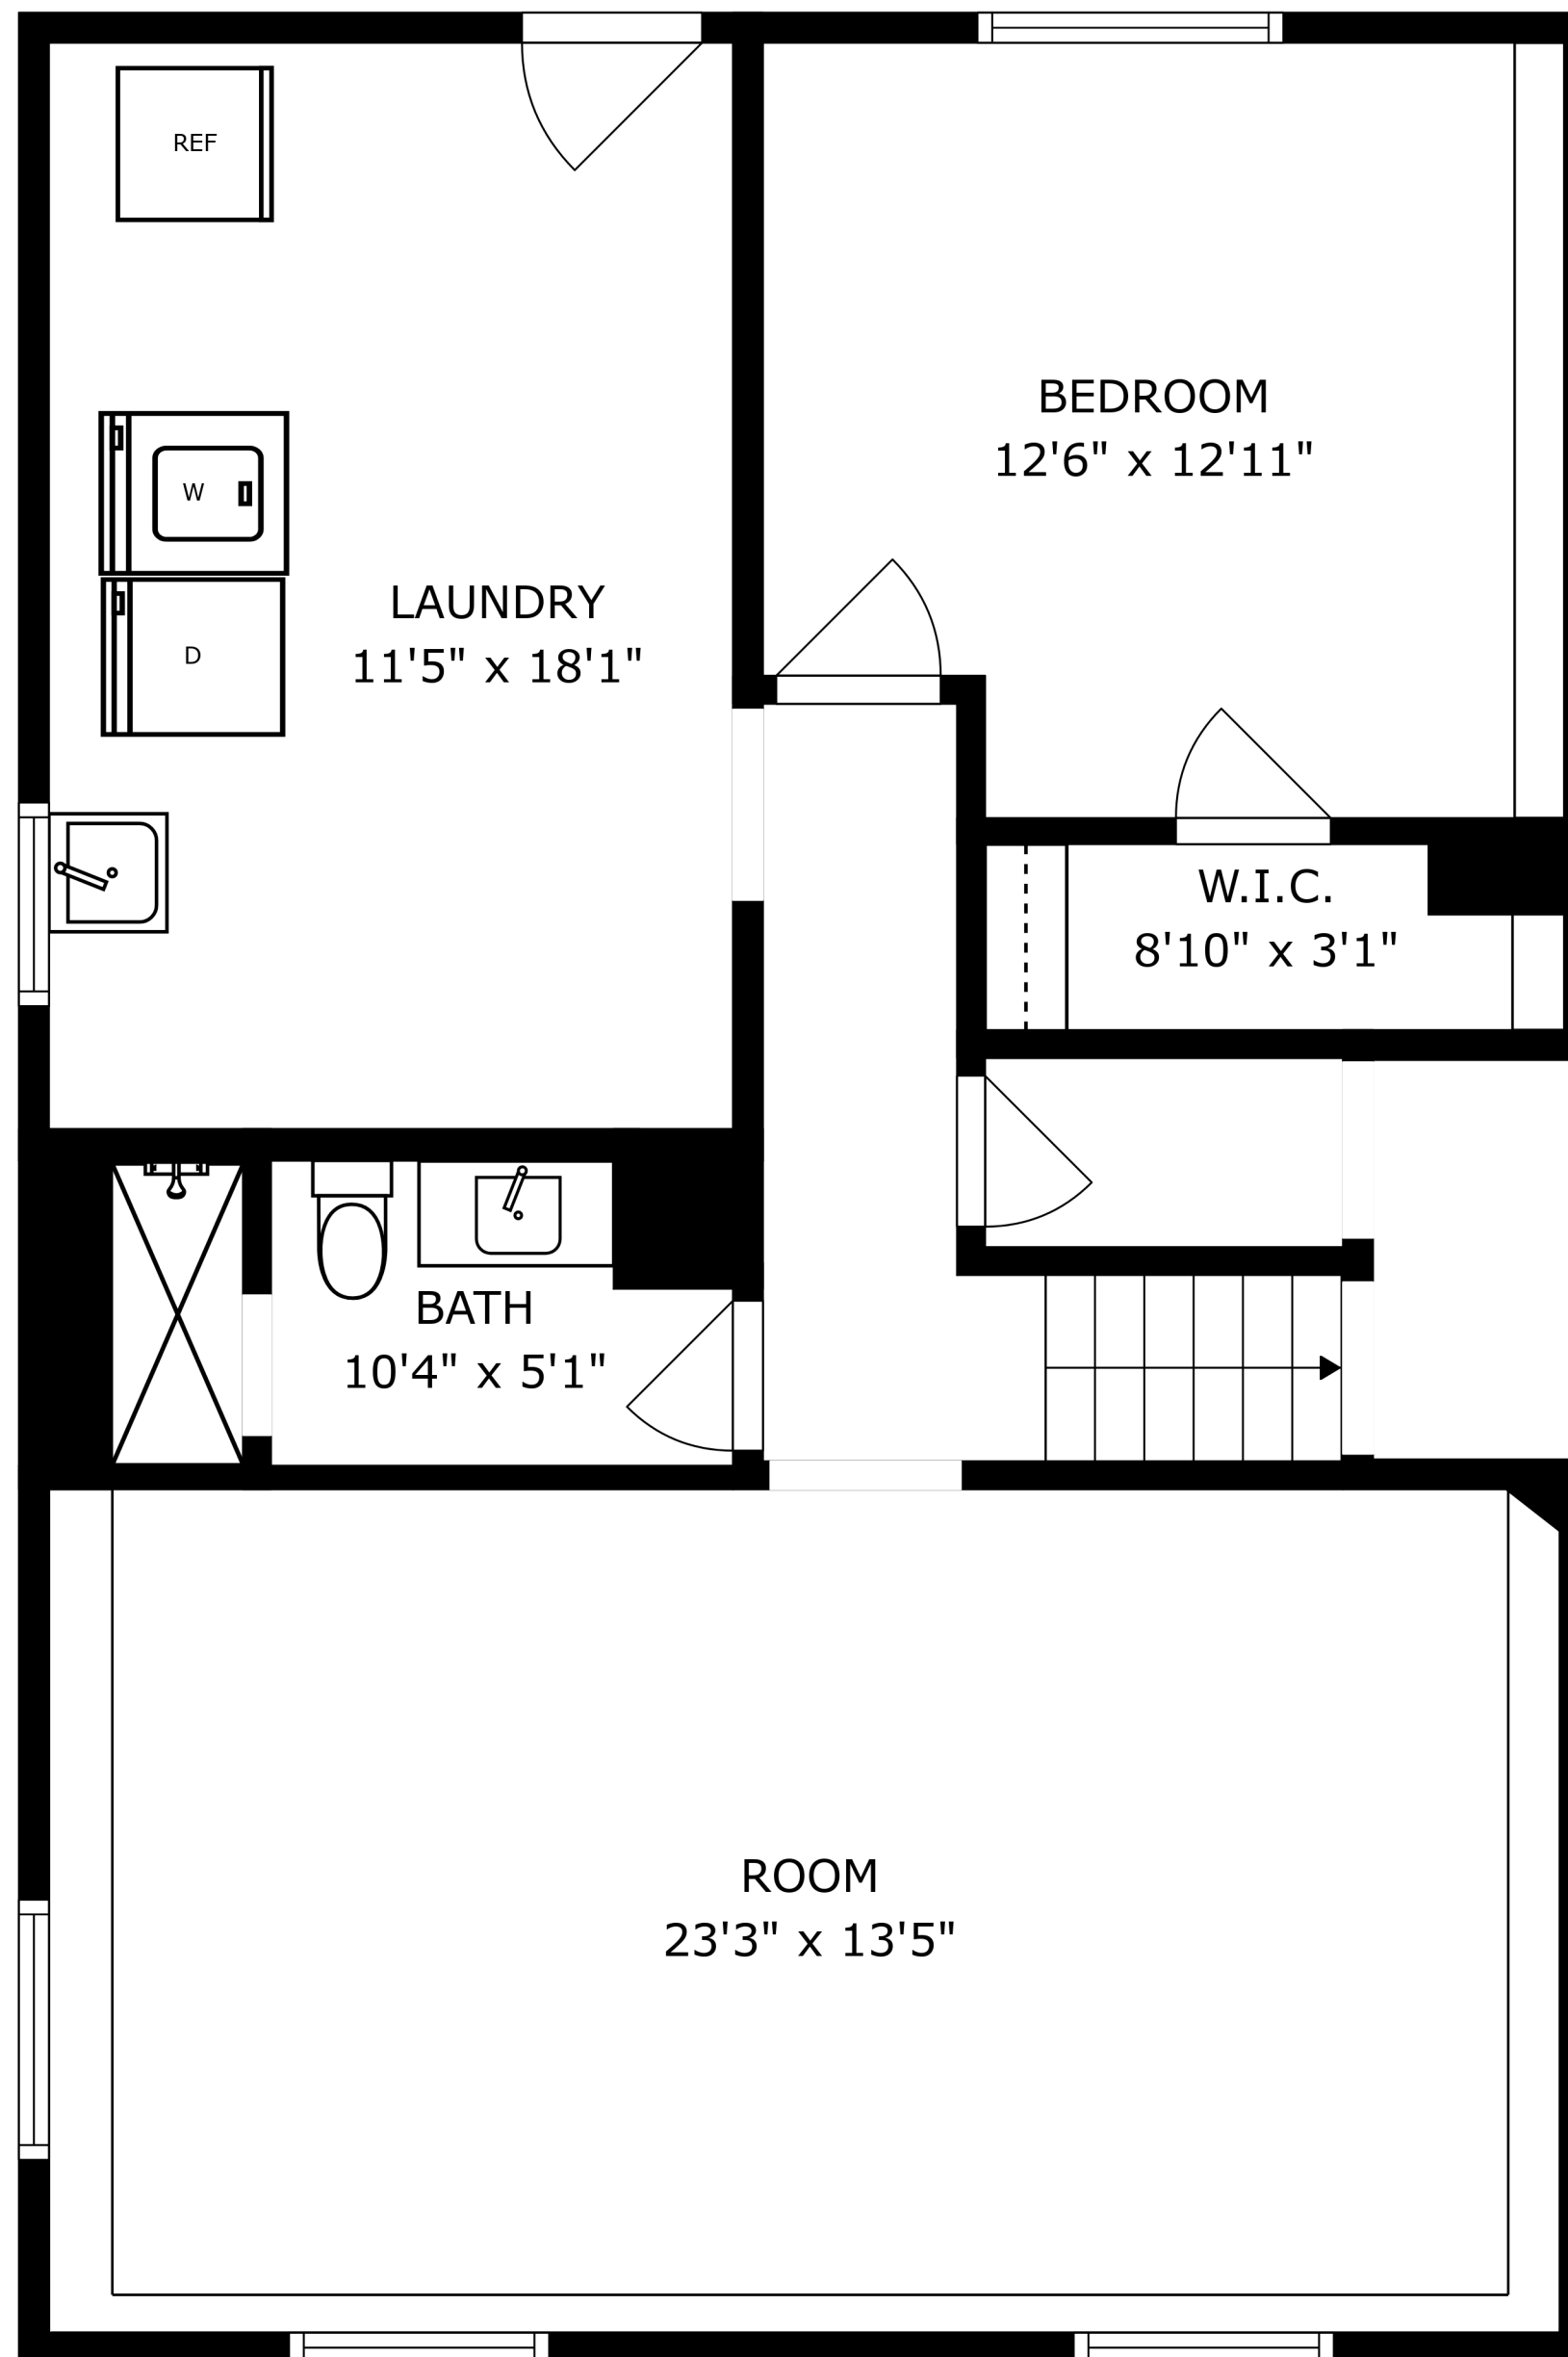 REF
BEDROOM
12'6" x 12'11"
W
LAUNDRY
11'5" x 18'1"
D
W.I.C.
8'10" x 3'1"
BATH
10'4" x 5'1"
ROOM
23'3" x 13'5"